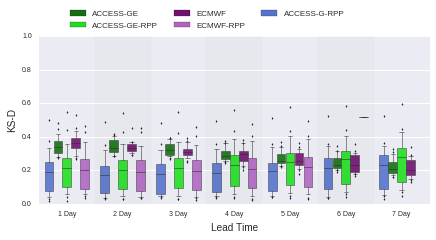 ACCESS-GE ECMWF ACCESS-G-RPP
ACCESS-GE-RPP ECMWF-RPP
1.0
0.8
0.6
0.4
0.2
0.0
KS-D
1 Day 2 Day 3 Day 4 Day 5 Day 6 Day 7 Day
Lead Time